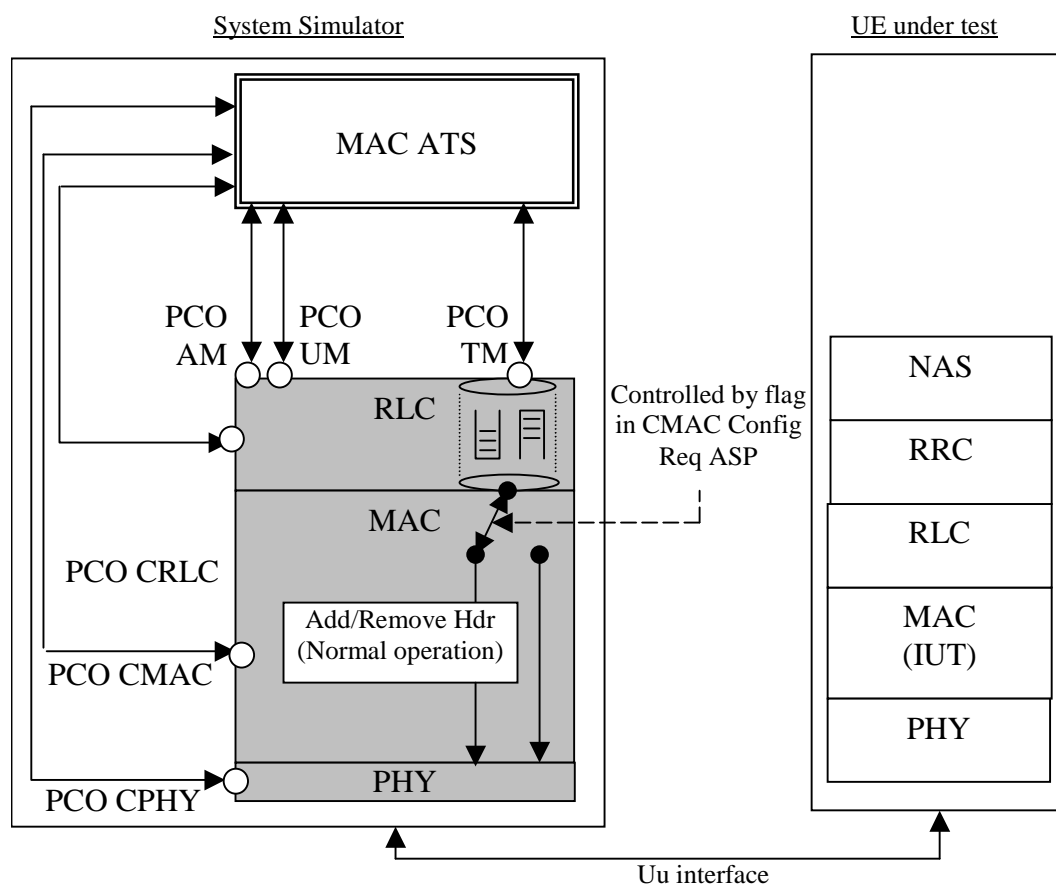 System Simulator
UE under test
MAC ATS
PCO
AM
PCO
UM
PCO
TM
RLC
Controlled by flag
in CMAC Config
Req ASP
MAC
PCO CRLC
Add/Remove Hdr
(Normal operation)
PCO CMAC
PHY
PCO CPHY
NAS
RRC
RLC
MAC
(IUT)
PHY
Uu interface